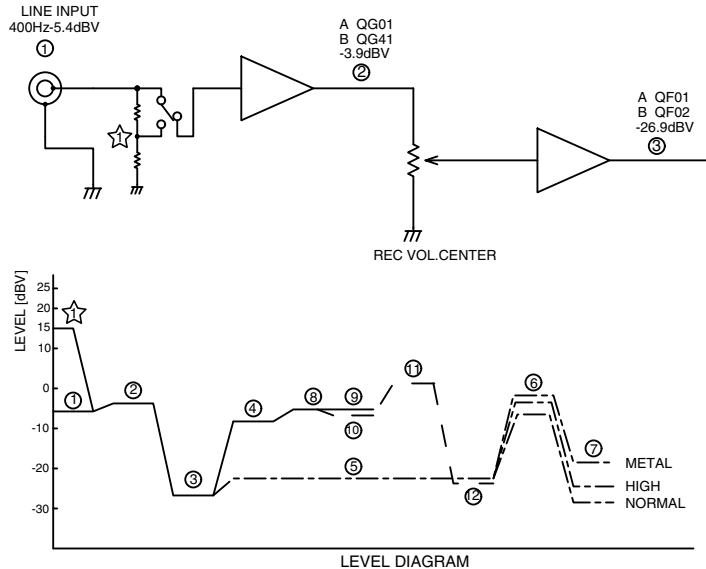 LINE INPUT
400Hz-5.4dBV
1
A QG01
B QG41
-3.9dBV
2
A QF01
B QF02
-26.9dBV
3
1
REC VOL.CENTER
LEVEL [dBV]
25
20
15
10
0
-10
-20
-30
1
1
2
3
4
5
8
9
10
11
12
6
7
METAL
HIGH
NORMAL
LEVEL DIAGRAM